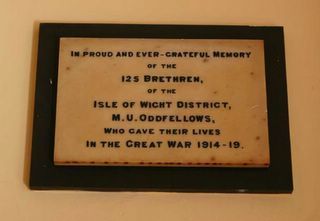 In proud and ever-grateful Memory
of the
125 Brethren,
of the
Isle of Wight District,
M.U. Oddfellows,
Who gave their lives
in the Great War 1914-19.